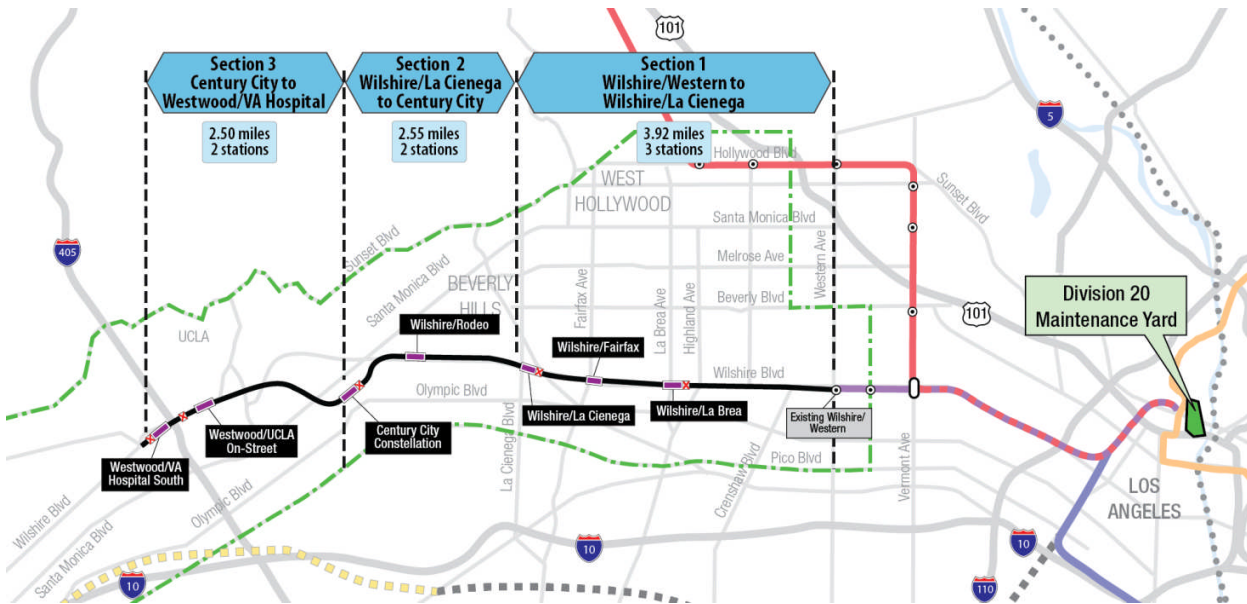 Section 3
Century City to
Westwood/VA Hospital
Section 2
Wilshire/La Cienega
to Century City
Section 1
Wilshire/Western to
Wilshire/La Cienega
2.50 miles
2 stations
2.55 miles
2 stations
3.92 miles
3 stations
101
5
405
Hollywood Blvd
WEST
HOLLYWOOD
Sunset Blvd
Santa Monica Blvd
Sunset Blvd
Santa Monica Blvd
Melrose Ave
Western Ave
BEVERLY
HILLS
Fairfax Ave
La Brea Ave
Highland Ave
Beverly Blvd
101
Division 20
Maintenance Yard
UCLA
Wilshire/Rodeo
Wilshire/Fairfax
Wilshire Blvd
Olympic Blvd
Wilshire/La Cienega
Wilshire/La Brea
Existing Wilshire/
Western
Westwood/UCLA
On-Street
Century City
Constellation
Westwood/VA
Hospital South
La Cienega Blvd
Crenshaw Blvd
Pico Blvd
Vermont Ave
LOS
ANGELES
Wilshire Blvd
Santa Monica Blvd
Olympic Blvd
10
10
10
110